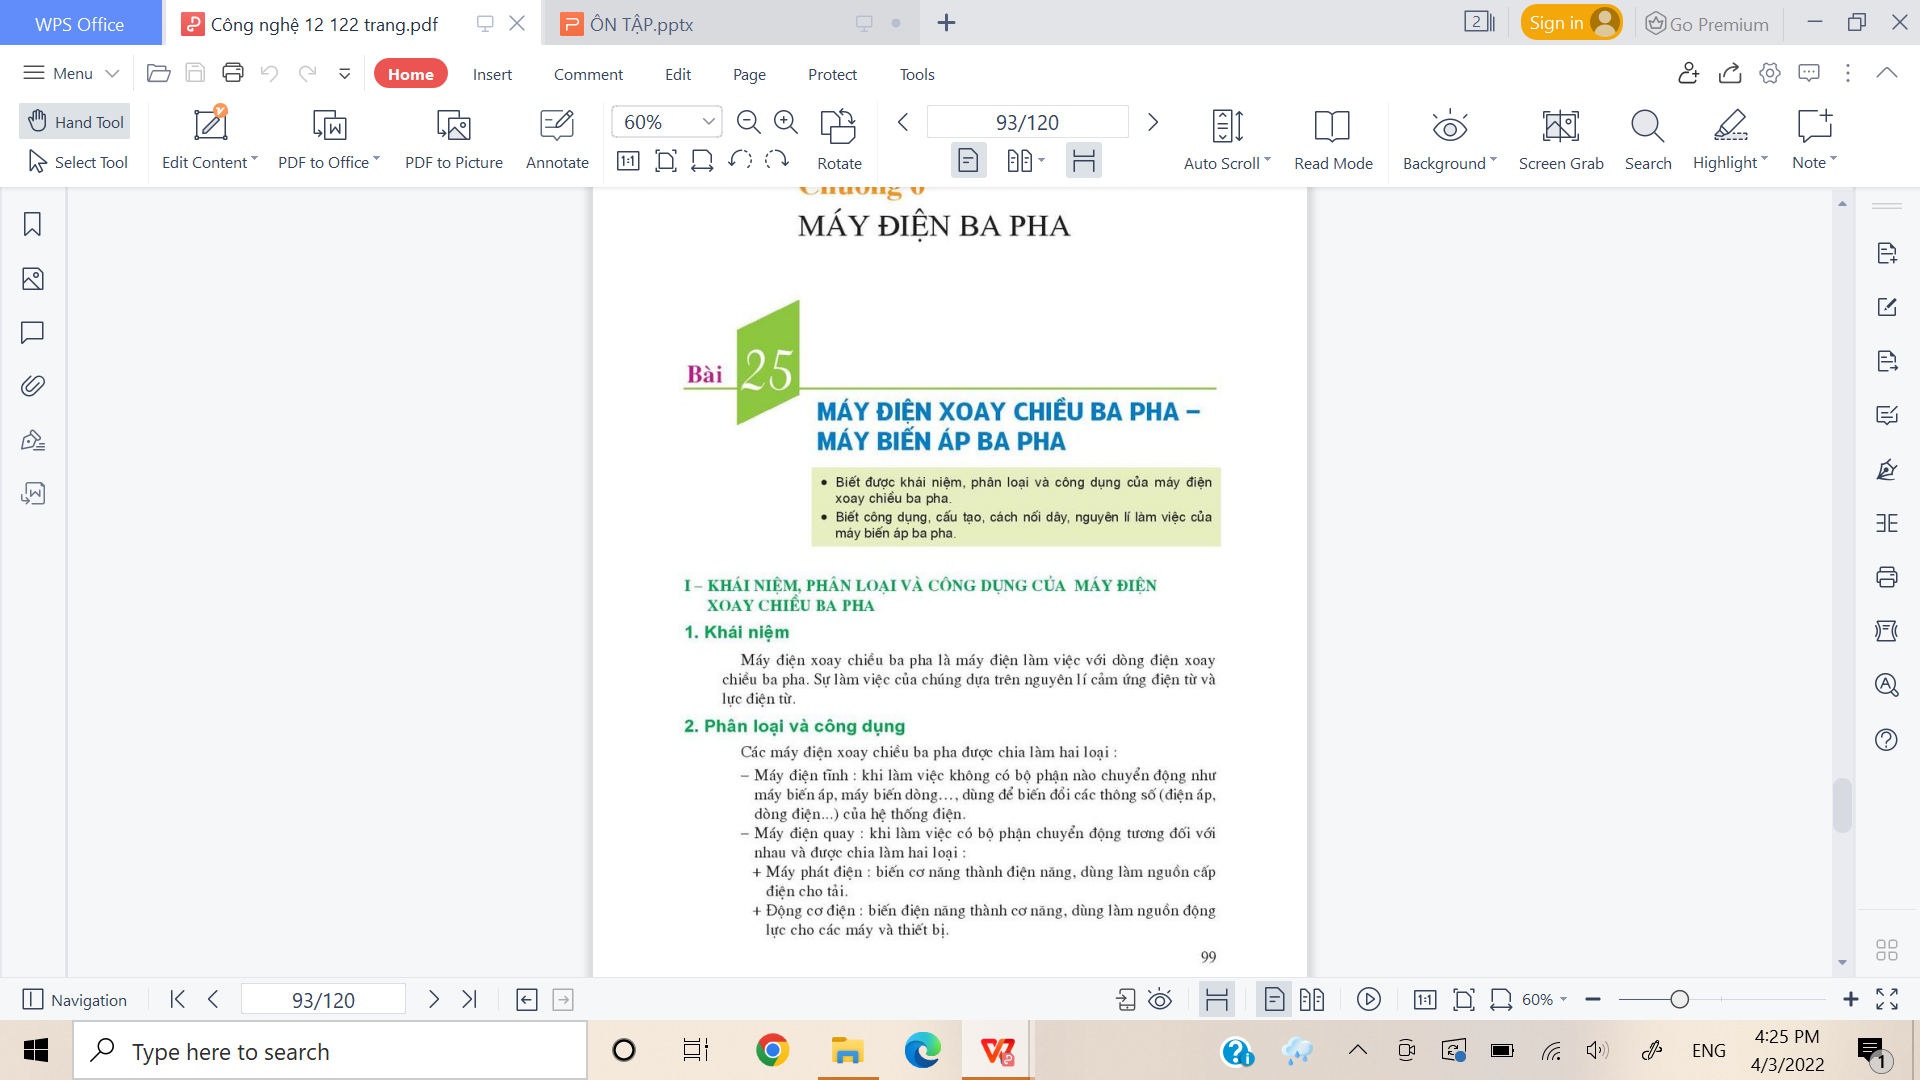 WPS Office
Công nghệ 12 122 trang.pdf
ÔN TẬP.pptx
2
Sign in
Go Premium
Menu
Home
Insert
Comment
Edit
Page
Protect
Tools
Hand Tool
Select Tool
Edit Content
PDF to Office
PDF to Picture
Annotate
60%
1:1
Rotate
93/120
Auto Scroll
Read Mode
Background
Screen Grab
Search
Highlight
Note
Chương 6
MÁY ĐIỆN BA PHA
Bài 25
MÁY ĐIỆN XOAY CHIỀU BA PHA –
MÁY BIẾN ÁP BA PHA
• Biết được khái niệm, phân loại và công dụng của máy điện
xoay chiều ba pha.
• Biết công dụng, cấu tạo, cách nối dây, nguyên lí làm việc của
máy biến áp ba pha.
I – KHÁI NIỆM, PHÂN LOẠI VÀ CÔNG DỤNG CỦA MÁY ĐIỆN
XOAY CHIỀU BA PHA
1. Khái niệm
Máy điện xoay chiều ba pha là máy điện làm việc với dòng điện xoay
chiều ba pha. Sự làm việc của chúng dựa trên nguyên lí cảm ứng điện từ và
lực điện từ.
2. Phân loại và công dụng
Các máy điện xoay chiều ba pha được chia làm hai loại :
– Máy điện tĩnh : khi làm việc không có bộ phận nào chuyển động như
máy biến áp, máy biến dòng…, dùng để biến đổi các thông số (điện áp,
dòng điện...) của hệ thống điện.
– Máy điện quay : khi làm việc có bộ phận chuyển động tương đối với
nhau và được chia làm hai loại :
+ Máy phát điện : biến cơ năng thành điện năng, dùng làm nguồn cấp
điện cho tải.
+ Động cơ điện : biến điện năng thành cơ năng, dùng làm nguồn động
lực cho các máy và thiết bị.
99
Navigation
93/120
1:1
60%
Type here to search
ENG
4:25 PM
4/3/2022
1